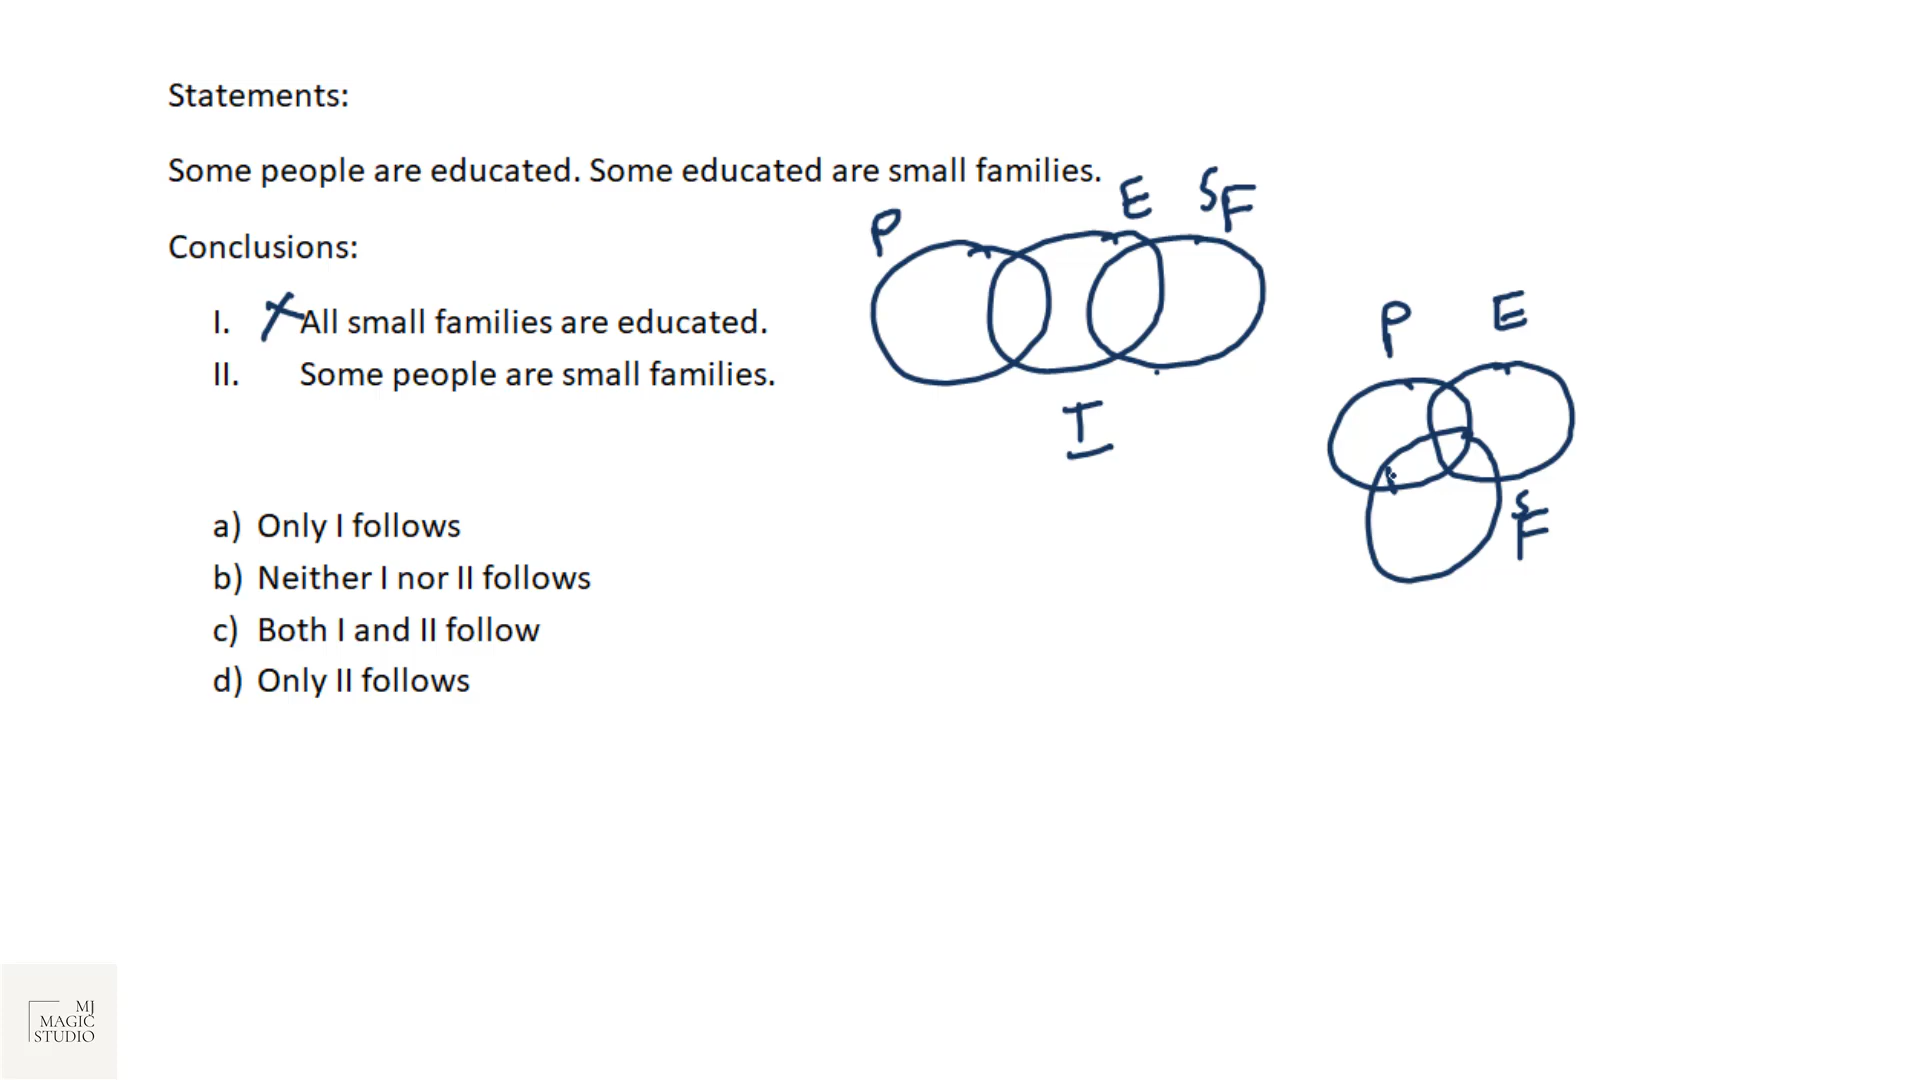 Statements:
Some people are educated. Some educated are small families.
E SF
P
Conclusions:
I. All small families are educated.
P E
II. Some people are small families.
I
SF
a) Only I follows
b) Neither I nor II follows
c) Both I and II follow
d) Only II follows
MJ
MAGIC
STUDIO